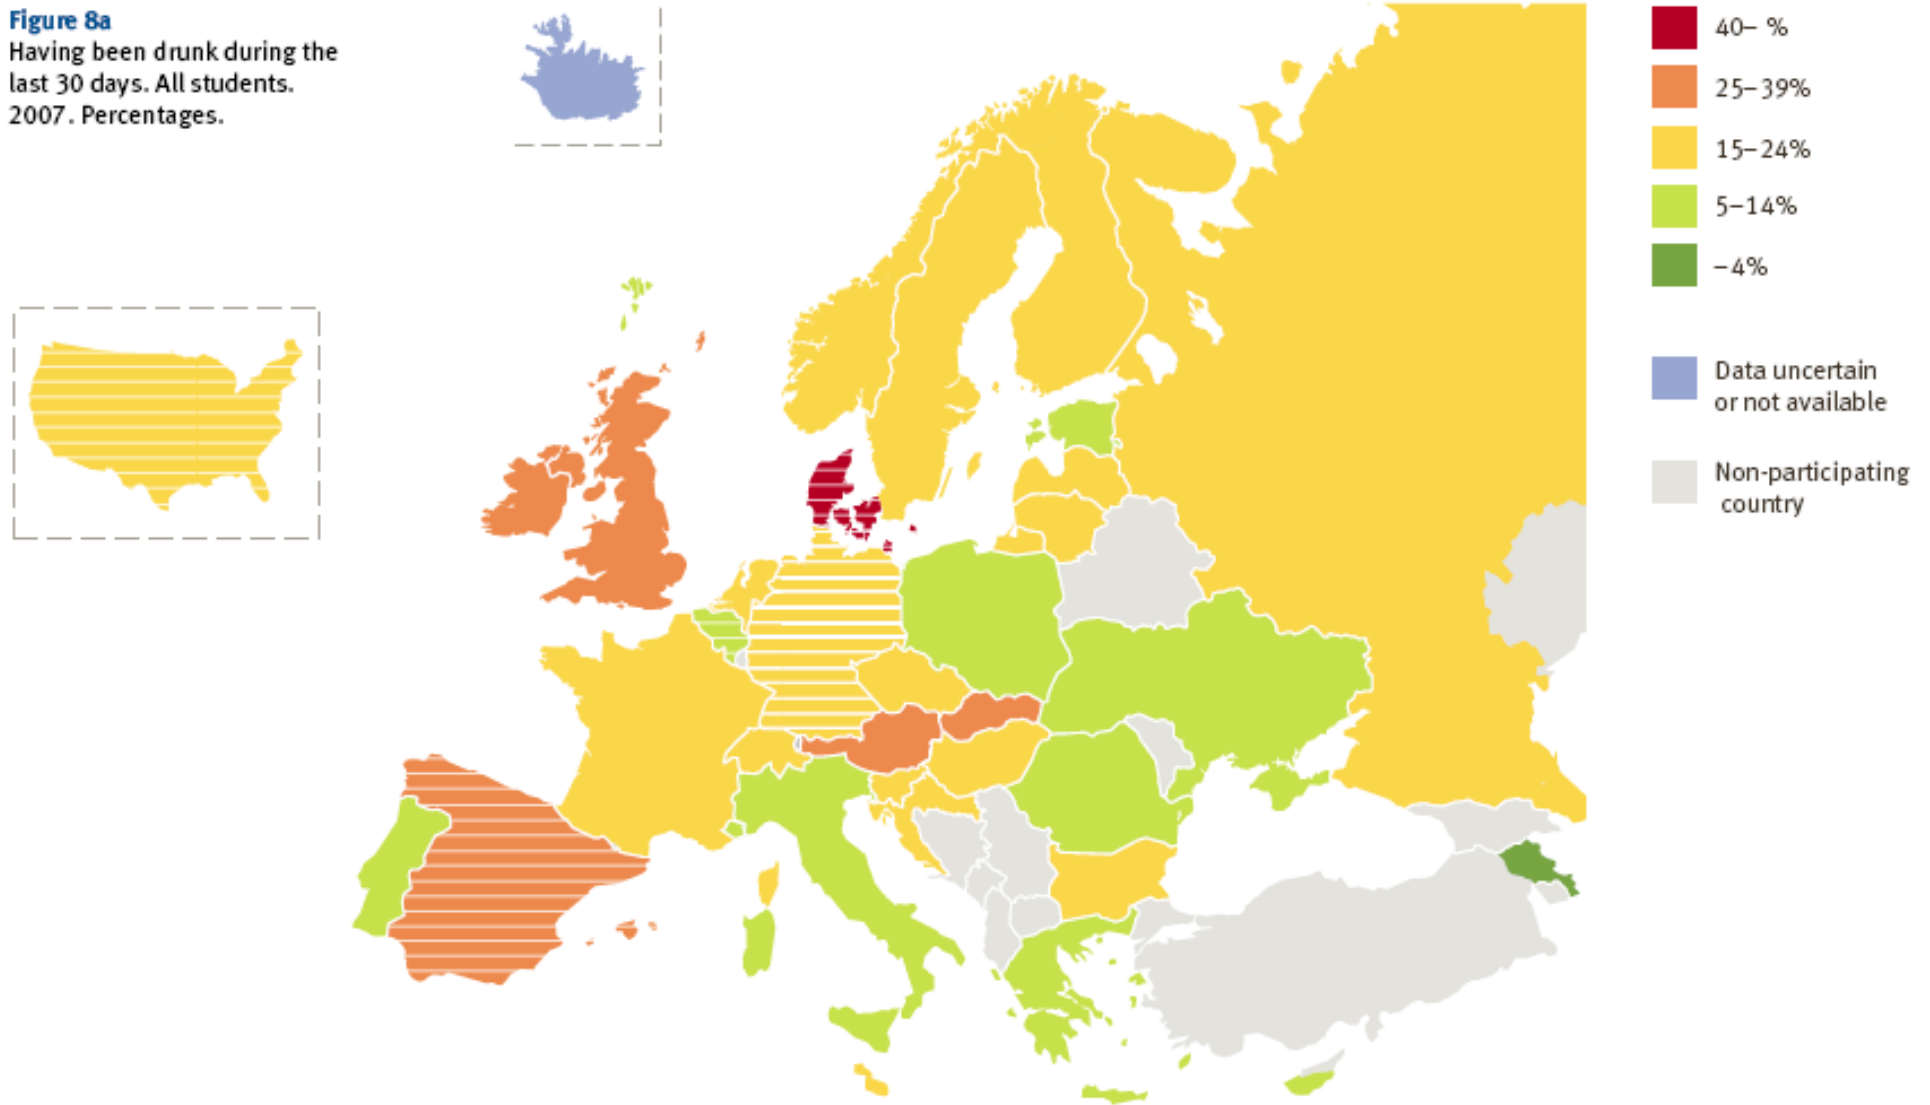 Figure 8a
Having been drunk during the
last 30 days. All students.
2007. Percentages.
40– %
25–39%
15–24%
5–14%
–4%
Data uncertain
or not available
Non-participating
country